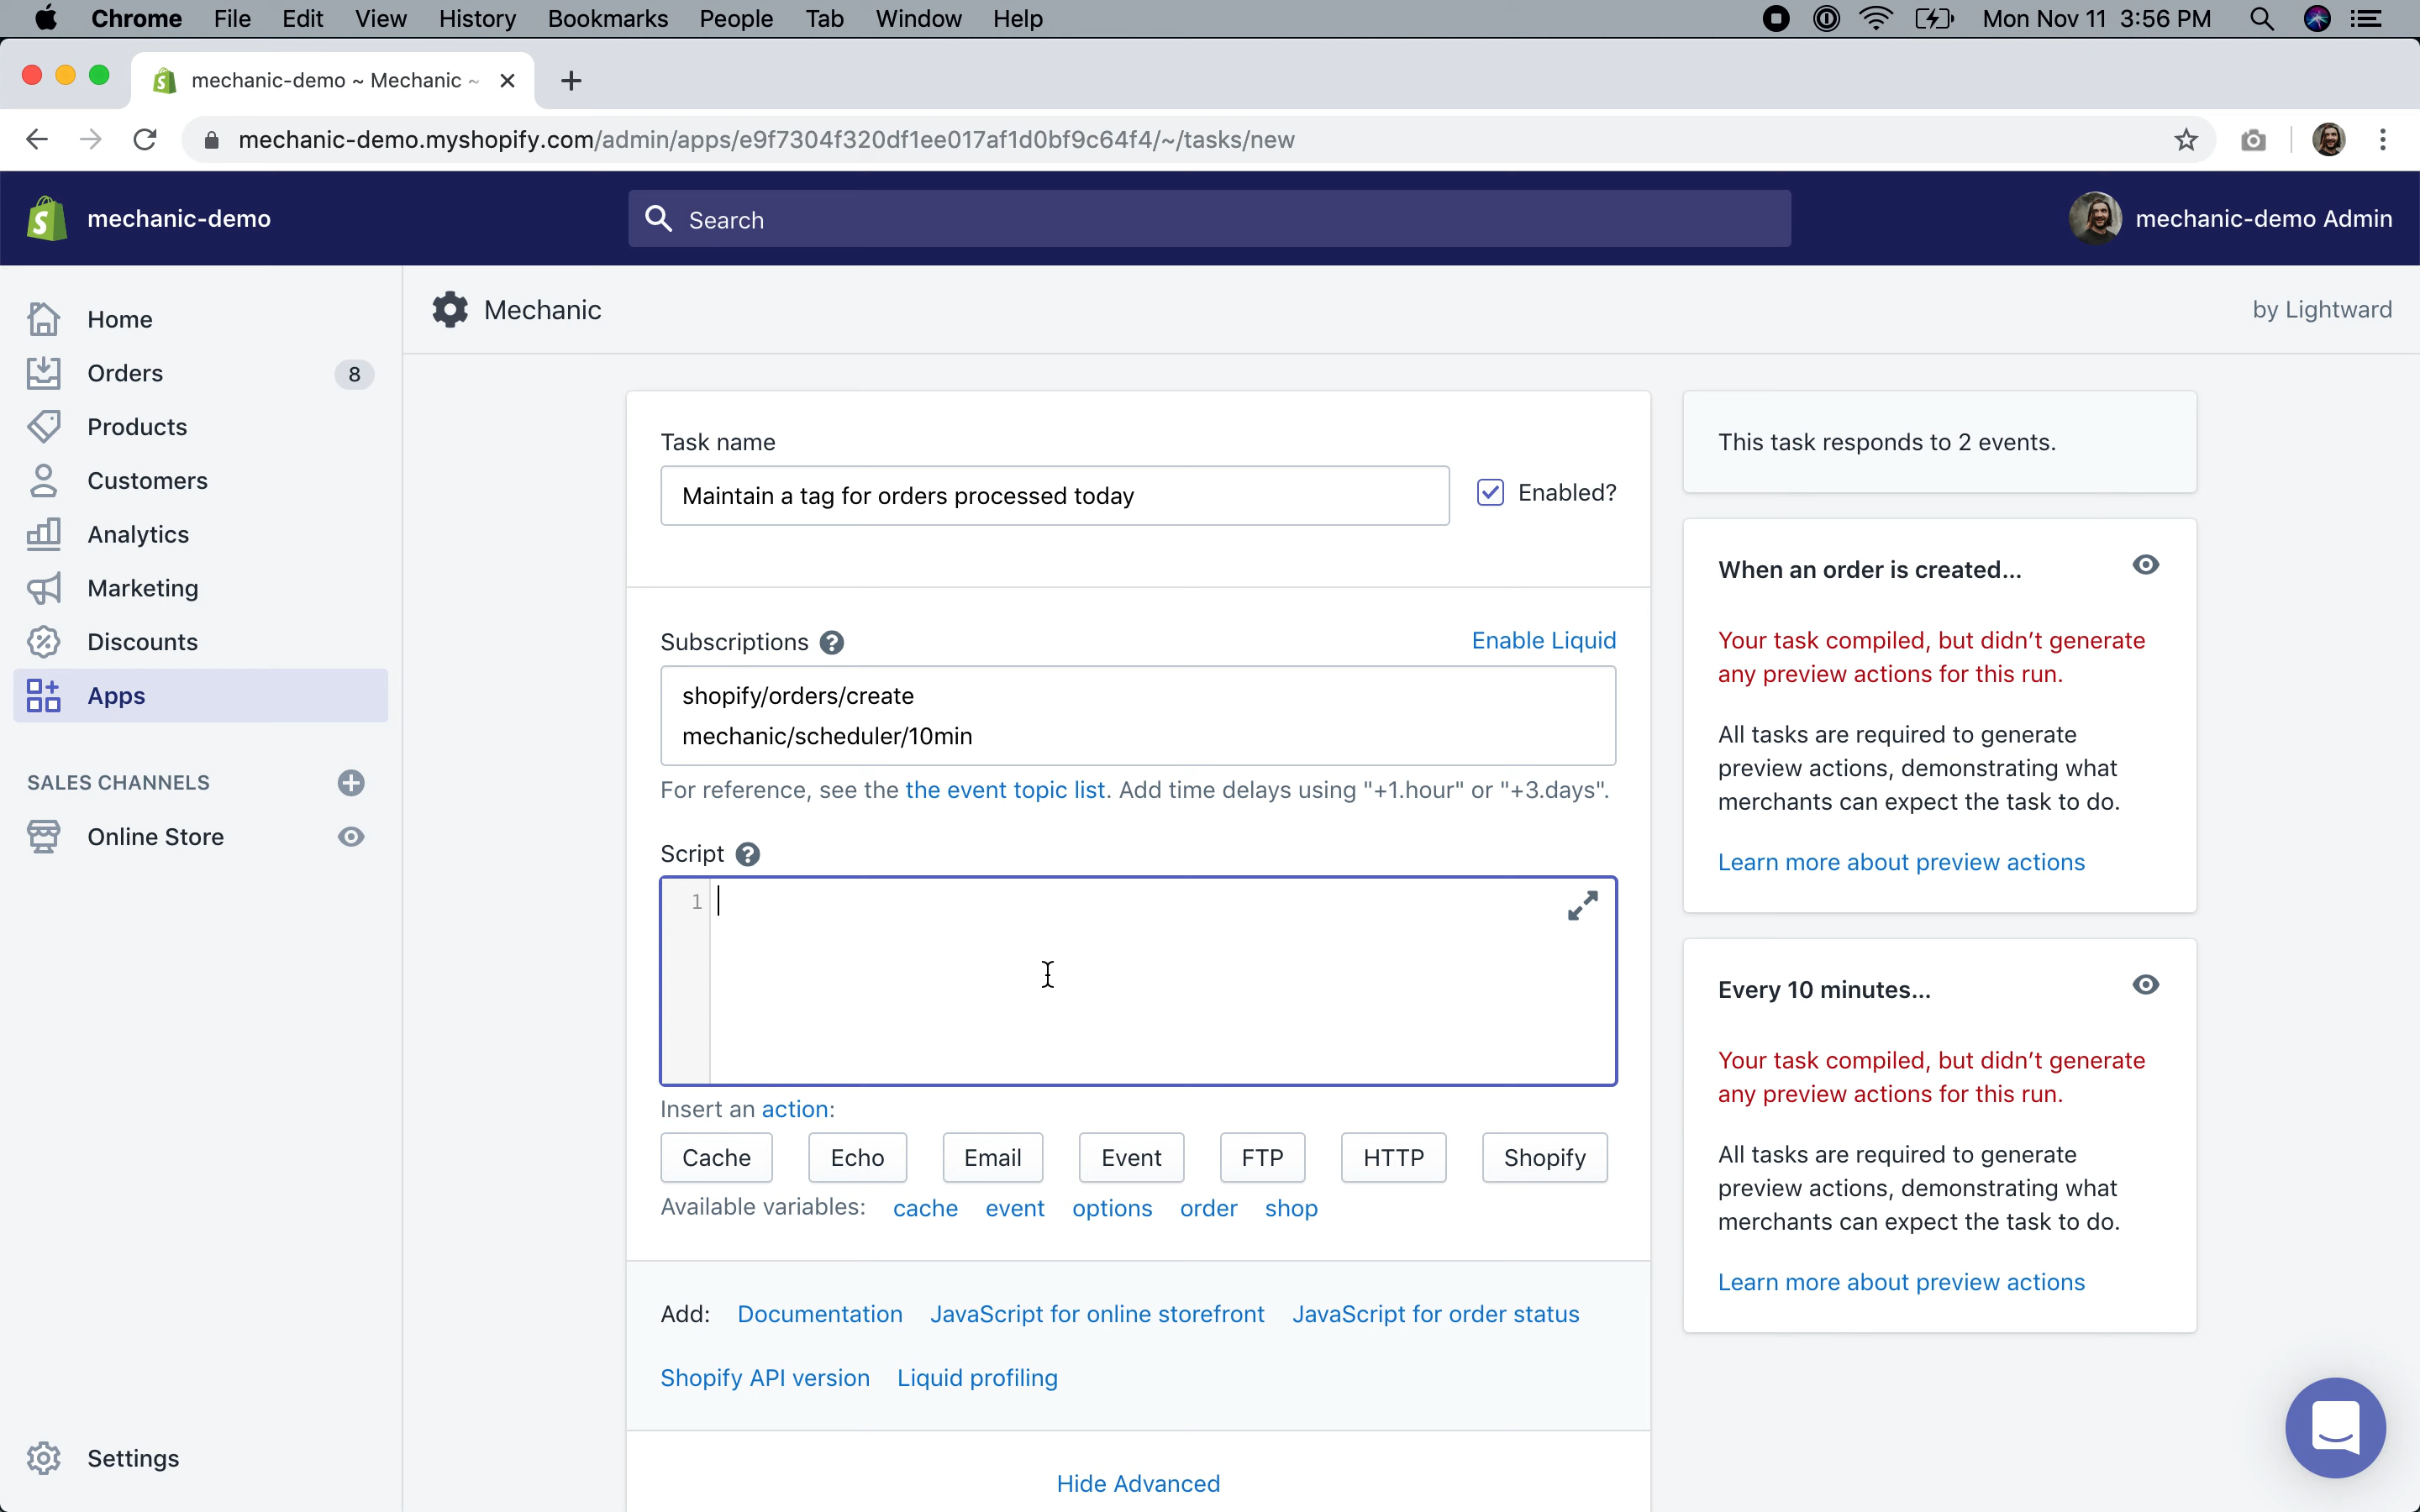 Chrome File Edit View History Bookmarks People Tab Window Help Mon Nov 11 3:56 PM
mechanic-demo ~ Mechanic ~
mechanic-demo.myshopify.com/admin/apps/e9f7304f320df1ee017af1d0bf9c64f4/~/tasks/new
mechanic-demo
Search
mechanic-demo Admin
Home
Orders 8
Products
Customers
Analytics
Marketing
Discounts
Apps
SALES CHANNELS
Online Store
Settings
Mechanic
by Lightward
Task name
Maintain a tag for orders processed today
Enabled?
Subscriptions
Enable Liquid
shopify/orders/create
mechanic/scheduler/10min
For reference, see the the event topic list. Add time delays using "+1.hour" or "+3.days".
Script
1
Insert an action:
Cache Echo Email Event FTP HTTP Shopify
Available variables: cache event options order shop
Add: Documentation JavaScript for online storefront JavaScript for order status
Shopify API version Liquid profiling
Hide Advanced
This task responds to 2 events.
When an order is created...
Your task compiled, but didn’t generate
any preview actions for this run.
All tasks are required to generate
preview actions, demonstrating what
merchants can expect the task to do.
Learn more about preview actions
Every 10 minutes...
Your task compiled, but didn’t generate
any preview actions for this run.
All tasks are required to generate
preview actions, demonstrating what
merchants can expect the task to do.
Learn more about preview actions